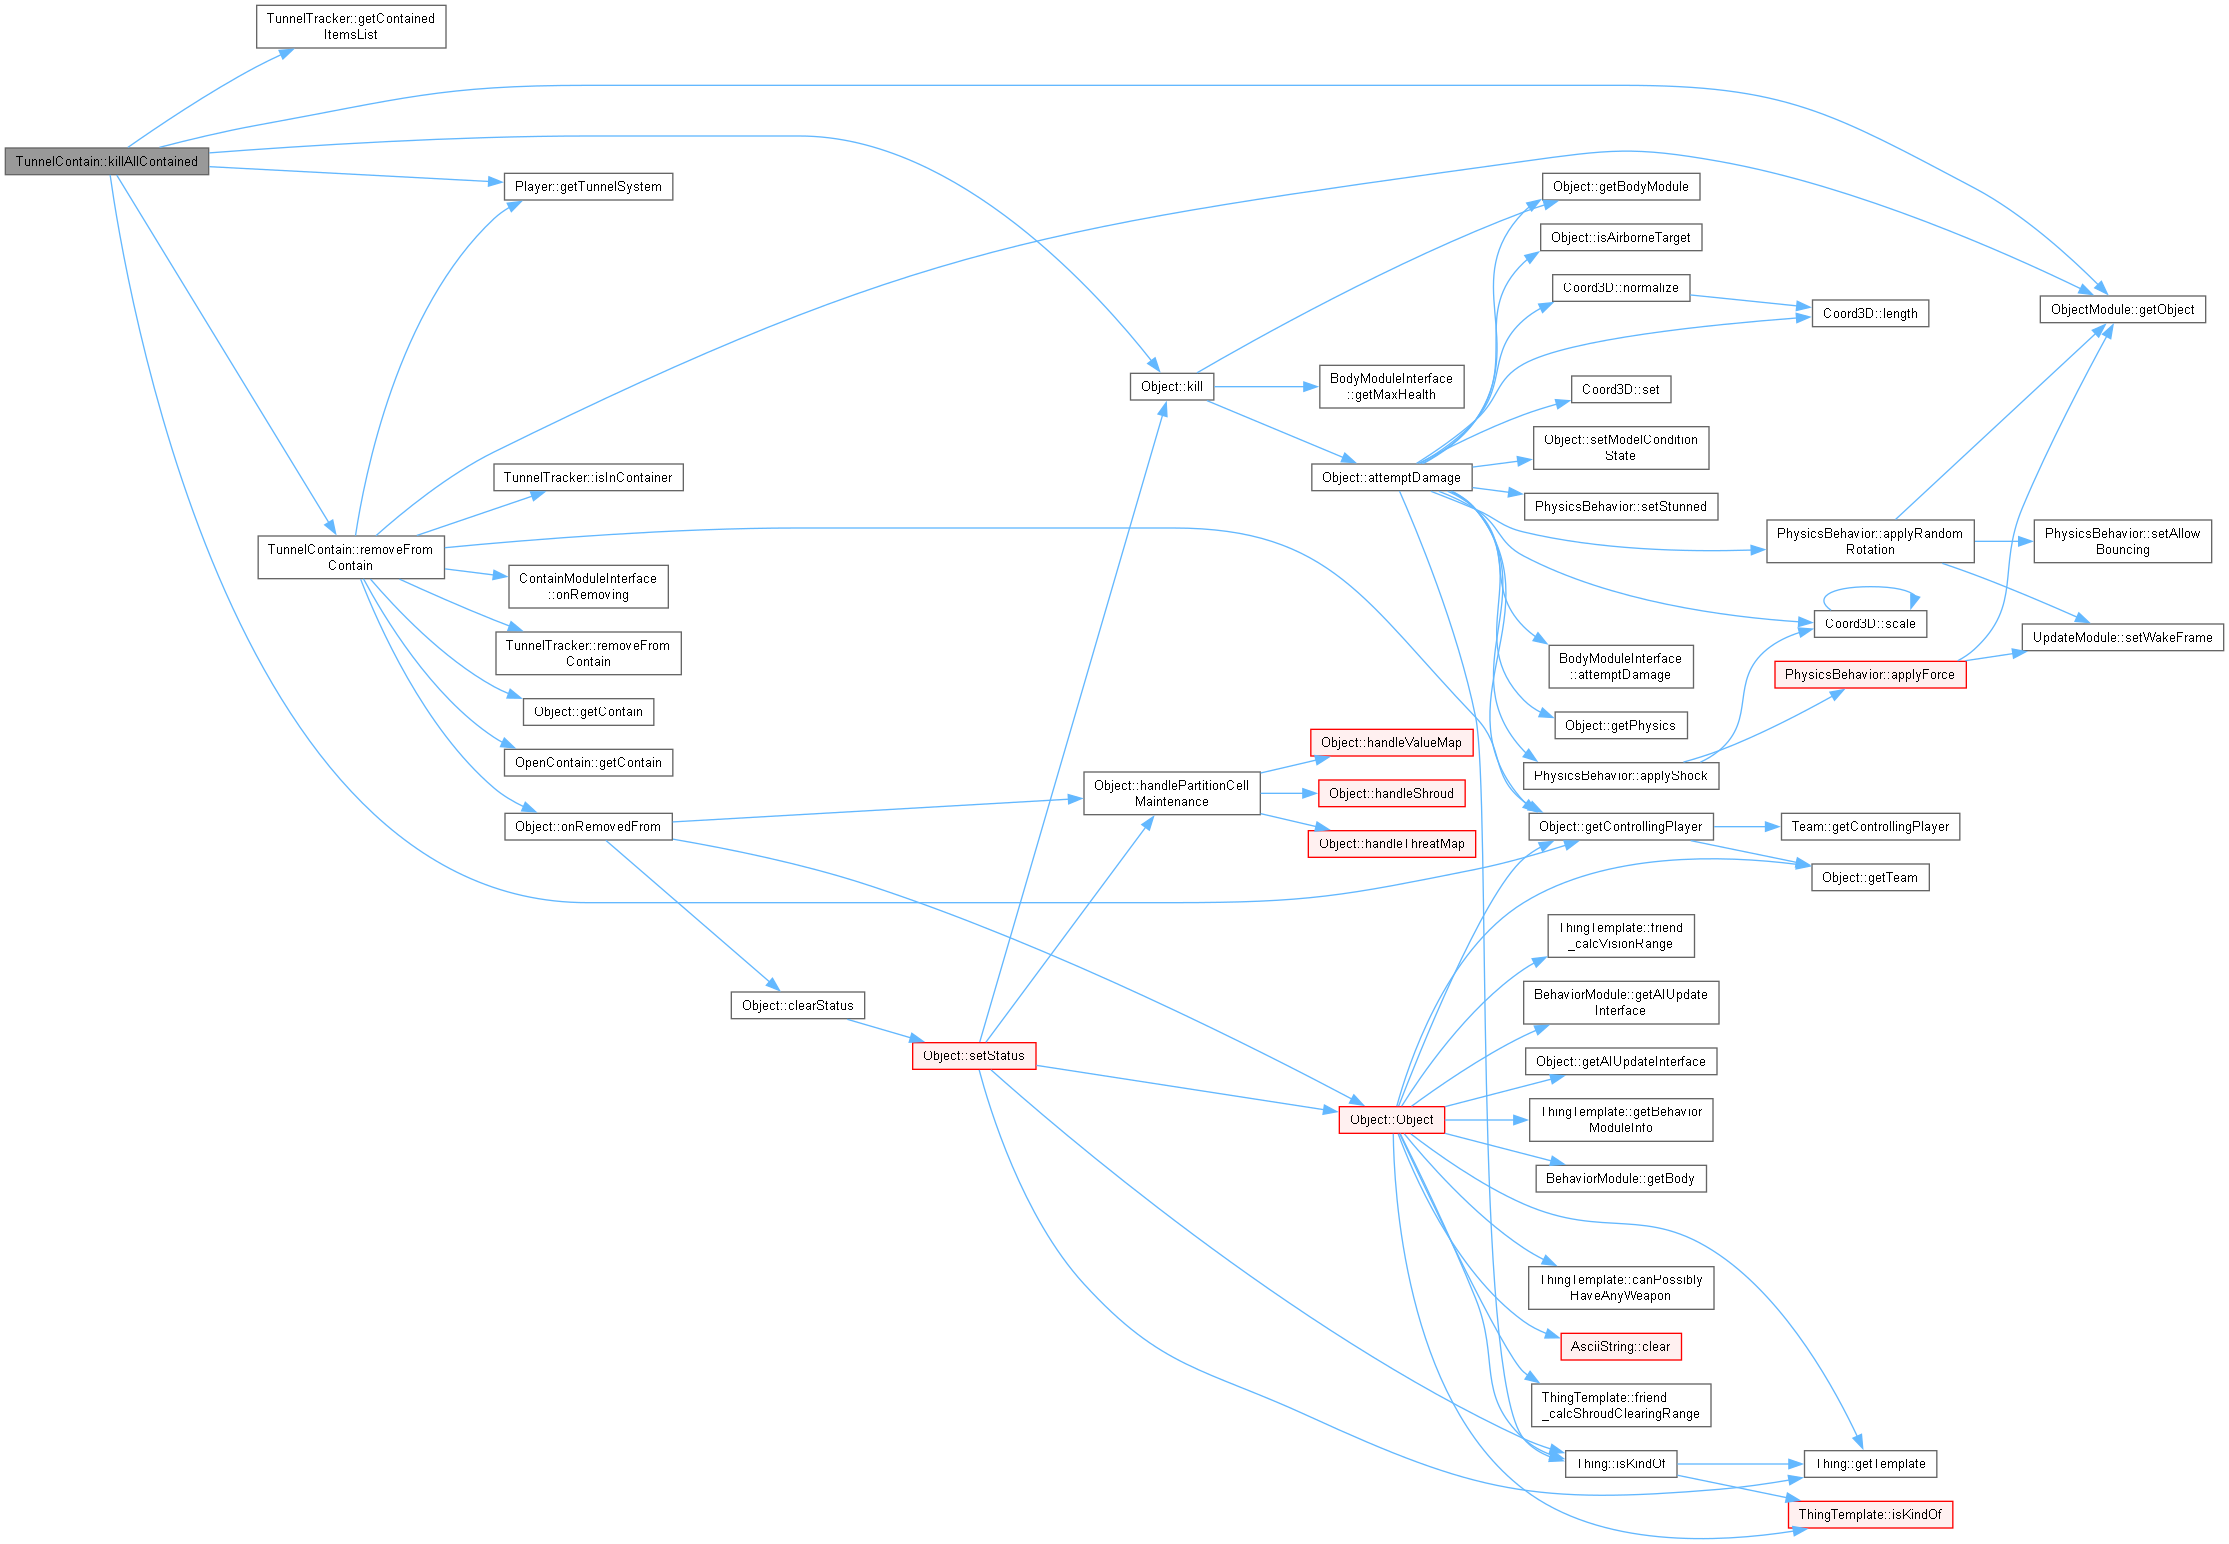 TunnelTracker::getContained
ItemsList
TunnelContain::killAllContained
Player::getTunnelSystem
Object::getBodyModule
Object::isAirborneTarget
Coord3D::normalize
Coord3D::length
ObjectModule::getObject
Object::kill
BodyModuleInterface
::getMaxHealth
Coord3D::set
Object::setModelCondition
State
TunnelTracker::isInContainer
Object::attemptDamage
PhysicsBehavior::setStunned
TunnelContain::removeFrom
Contain
PhysicsBehavior::applyRandom
Rotation
PhysicsBehavior::setAllow
Bouncing
ContainModuleInterface
::onRemoving
Coord3D::scale
UpdateModule::setWakeFrame
TunnelTracker::removeFrom
Contain
BodyModuleInterface
::attemptDamage
PhysicsBehavior::applyForce
Object::getContain
Object::getPhysics
OpenContain::getContain
Object::handleValueMap
PhysicsBehavior::applyShock
Object::handlePartitionCell
Maintenance
Object::handleShroud
Object::onRemovedFrom
Object::getControllingPlayer
Team::getControllingPlayer
Object::handleThreatMap
Object::getTeam
ThingTemplate::friend
_calcVisionRange
BehaviorModule::getAIUpdate
Interface
Object::clearStatus
Object::setStatus
Object::getAIUpdateInterface
Object::Object
ThingTemplate::getBehavior
ModuleInfo
BehaviorModule::getBody
ThingTemplate::canPossibly
HaveAnyWeapon
AsciiString::clear
ThingTemplate::friend
_calcShroudClearingRange
Thing::isKindOf
Thing::getTemplate
ThingTemplate::isKindOf